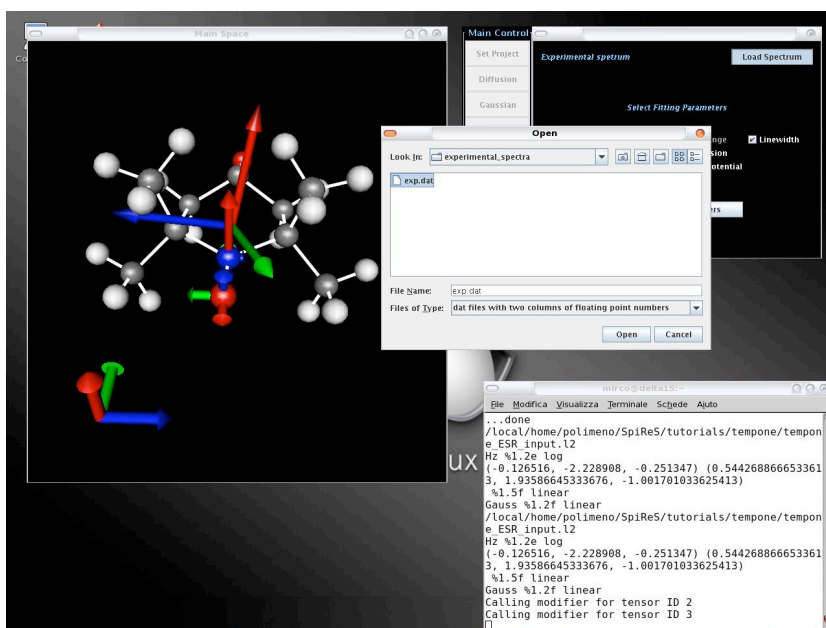 Co
Main Space
Main Control
Set Project
Diffusion
Gaussian
Experimental spetrum
Load Spectrum
Select Fitting Parameters
nge
Linewidth
sion
otential
rs
Open
Look In:
experimental_spectra
exp.dat
File Name:
exp.dat
Files of Type:
dat files with two columns of floating point numbers
Open
Cancel
ux
mirco@delta15:~
File Modifica Visualizza Terminale Schede Aiuto
...done
/local/home/polimeno/SpiReS/tutorials/tempone/tempon
e_ESR_input.l2
Hz %1.2e log
(-0.126516, -2.228908, -0.251347) (0.544268866653361
3, 1.93586645333676, -1.001701033625413)
%1.5f linear
Gauss %1.2f linear
/local/home/polimeno/SpiReS/tutorials/tempone/tempon
e_ESR_input.l2
Hz %1.2e log
(-0.126516, -2.228908, -0.251347) (0.544268866653361
3, 1.93586645333676, -1.001701033625413)
%1.5f linear
Gauss %1.2f linear
Calling modifier for tensor ID 2
Calling modifier for tensor ID 3